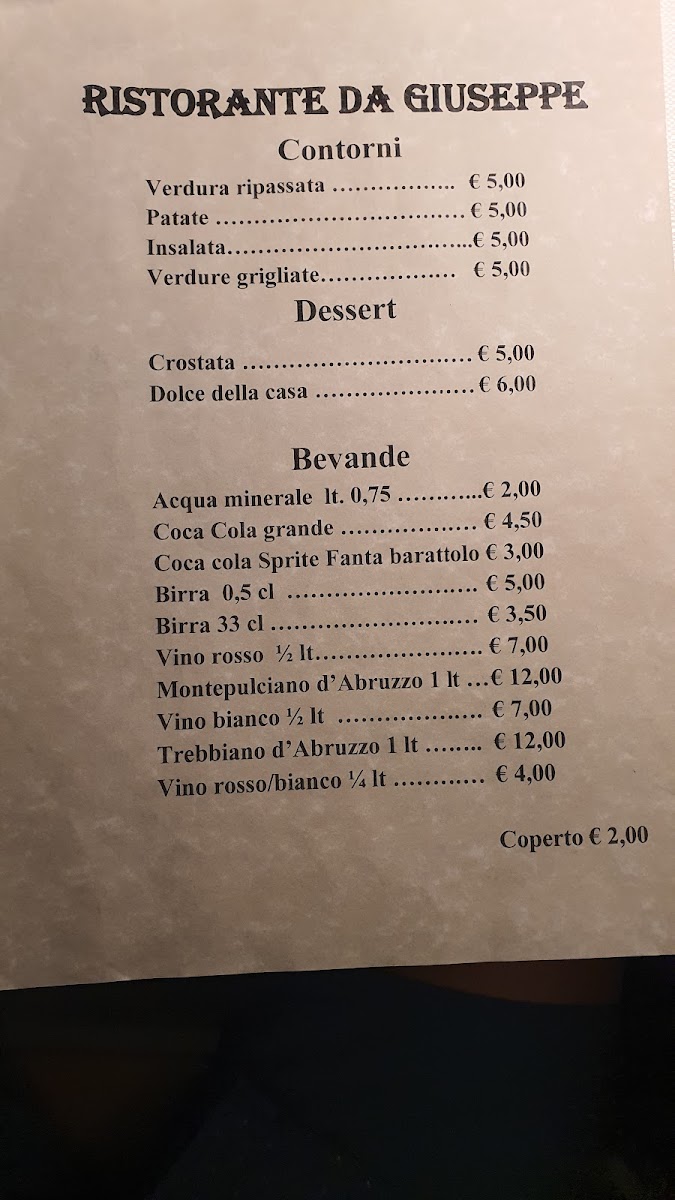 RISTORANTE DA GIUSEPPE
Contorni
Verdura ripassata ................. € 5,00
Patate .................................. € 5,00
Insalata..................................€ 5,00
Verdure grigliate................... € 5,00
Dessert
Crostata ................................ € 5,00
Dolce della casa ...................... € 6,00
Bevande
Acqua minerale lt. 0,75 ............€ 2,00
Coca Cola grande ................... € 4,50
Coca cola Sprite Fanta barattolo € 3,00
Birra 0,5 cl .......................... € 5,00
Birra 33 cl ............................. € 3,50
Vino rosso ½ lt....................... € 7,00
Montepulciano d’Abruzzo 1 lt ...€ 12,00
Vino bianco ½ lt .................... € 7,00
Trebbiano d’Abruzzo 1 lt ........ € 12,00
Vino rosso/bianco ¼ lt ............. € 4,00
Coperto € 2,00